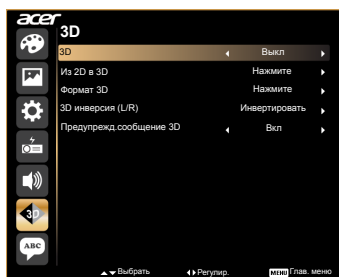 acer
3D
3D Выкл
Из 2D в 3D Нажмите
Формат 3D Нажмите
3D инверсия (L/R) Инвертировать
Предупрежд.сообщение 3D Вкл
3D
ABC
Выбрать Регулир. MENU Глав. меню